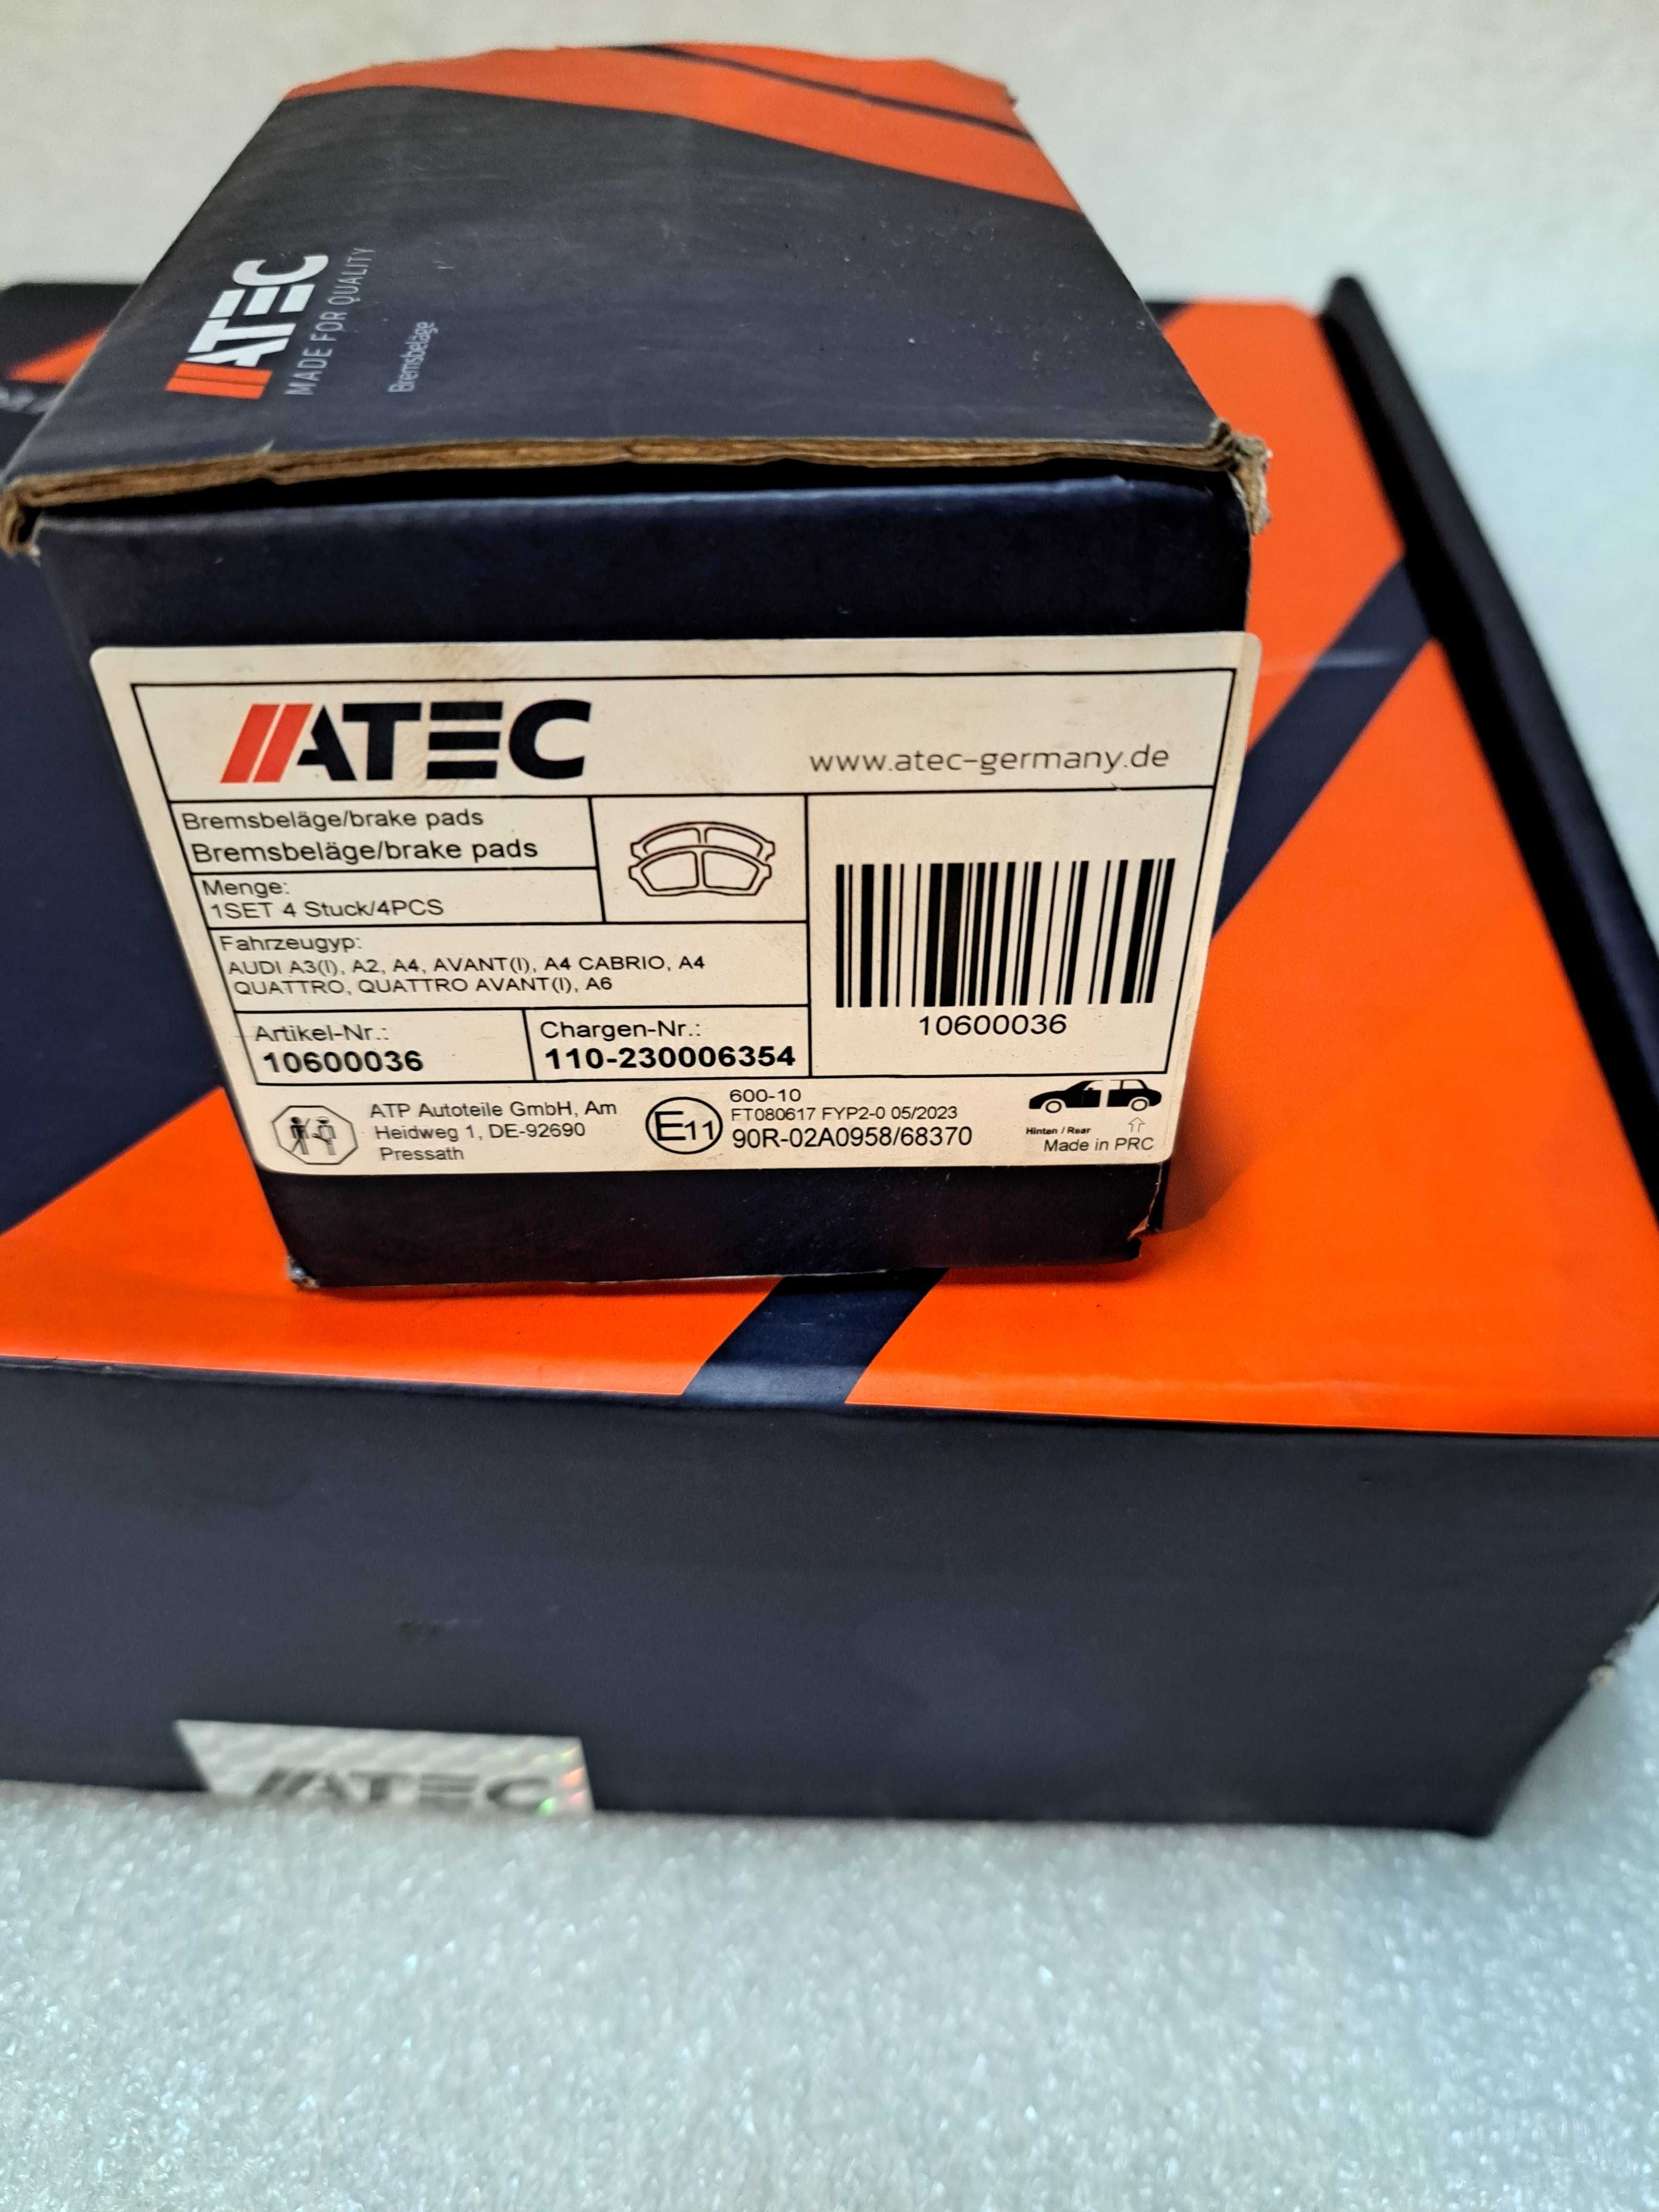 ATEC
MADE FOR QUALITY
Bremsbeläge
ATEC
www.atec-germany.de
Bremsbeläge/brake pads
Bremsbeläge/brake pads
Menge:
1SET 4 Stuck/4PCS
Fahrzeugyp:
AUDI A3(I), A2, A4, AVANT(I), A4 CABRIO, A4
QUATTRO, QUATTRO AVANT(I), A6
10600036
Artikel-Nr.:
10600036
Chargen-Nr.:
110-230006354
ATP Autoteile GmbH, Am
Heidweg 1, DE-92690
Pressath
E11
600-10
FT080617 FYP2-0 05/2023
90R-02A0958/68370
Hinten / Rear
Made in PRC
ATEC